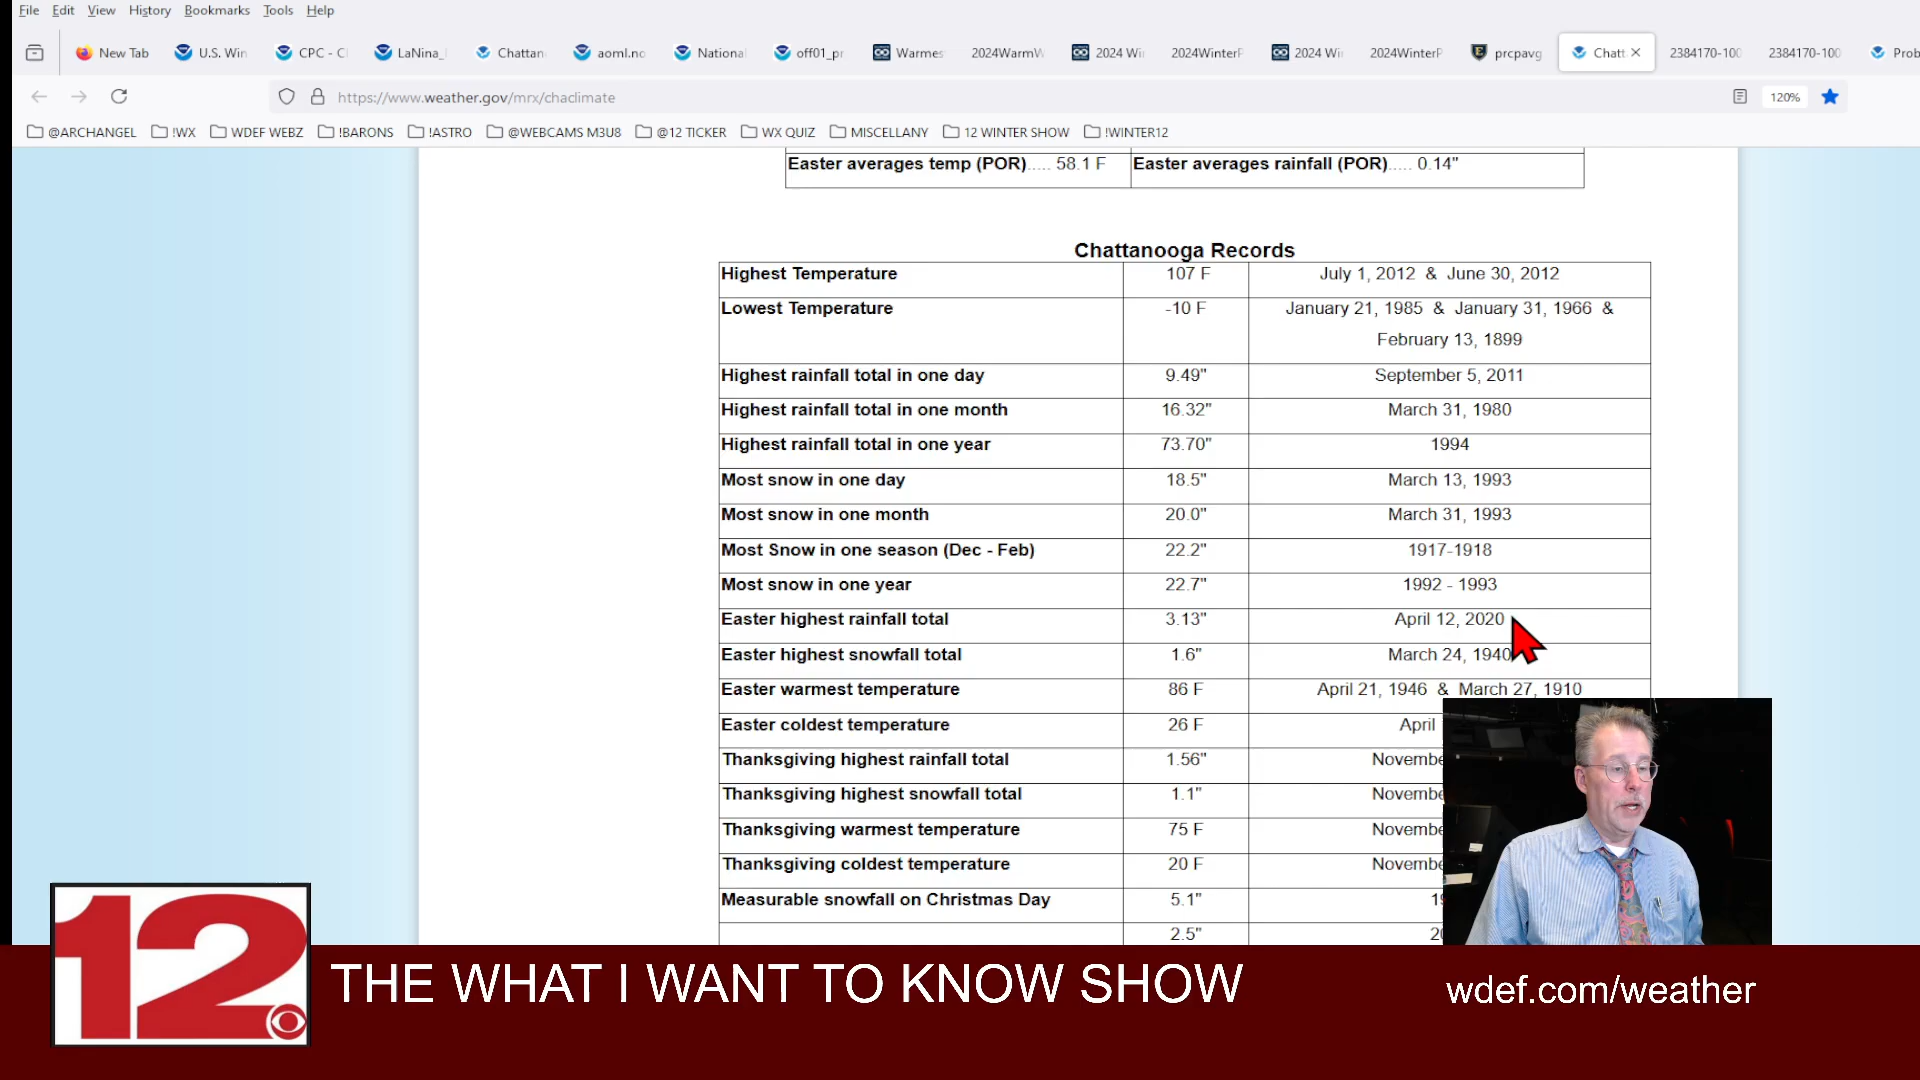 File Edit View History Bookmarks Tools Help
New Tab U.S. Win CPC - C LaNina_ Chattan aoml.no National off01_pr Warmes 2024WarmW 2024 Wir 2024WinterP 2024 Wir 2024WinterP prcpavg Chatt 2384170-100 2384170-100 Prob
https://www.weather.gov/mrx/chaclimate 120%
@ARCHANGEL !WX WDEF WEBZ !BARONS !ASTRO @WEBCAMS M3U8 @12 TICKER WX QUIZ MISCELLANY 12 WINTER SHOW !WINTER12
Easter averages temp (POR)..... 58.1 F Easter averages rainfall (POR)..... 0.14"
Chattanooga Records
Highest Temperature 107 F July 1, 2012 & June 30, 2012
Lowest Temperature -10 F January 21, 1985 & January 31, 1966 &
February 13, 1899
Highest rainfall total in one day 9.49" September 5, 2011
Highest rainfall total in one month 16.32" March 31, 1980
Highest rainfall total in one year 73.70" 1994
Most snow in one day 18.5" March 13, 1993
Most snow in one month 20.0" March 31, 1993
Most Snow in one season (Dec - Feb) 22.2" 1917-1918
Most snow in one year 22.7" 1992 - 1993
Easter highest rainfall total 3.13" April 12, 2020
Easter highest snowfall total 1.6" March 24, 1940
Easter warmest temperature 86 F April 21, 1946 & March 27, 1910
Easter coldest temperature 26 F April
Thanksgiving highest rainfall total 1.56" Novembe
Thanksgiving highest snowfall total 1.1" Novembe
Thanksgiving warmest temperature 75 F Novembe
Thanksgiving coldest temperature 20 F Novembe
Measurable snowfall on Christmas Day 5.1" 19
2.5" 20
12
THE WHAT I WANT TO KNOW SHOW
wdef.com/weather